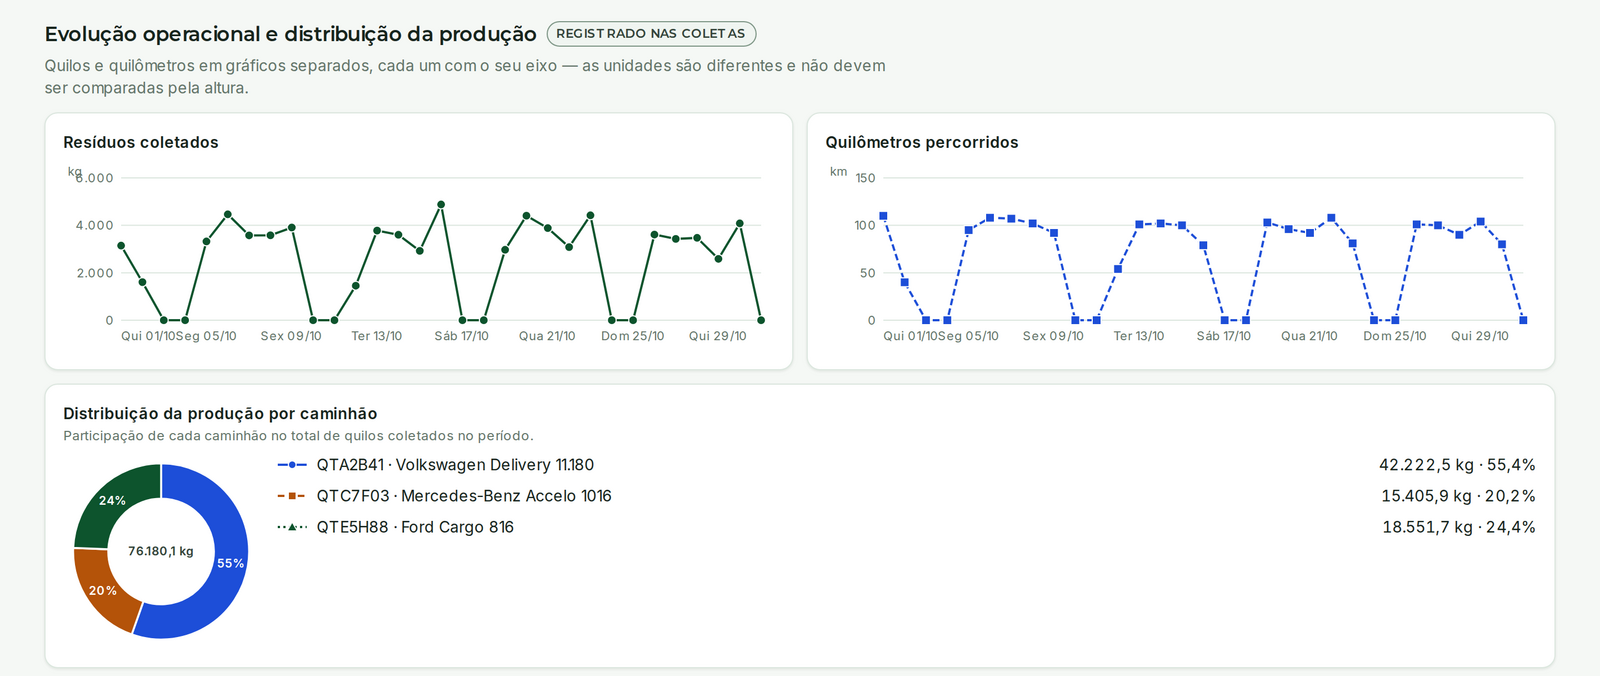 Evolução operacional e distribuição da produção REGISTRADO NAS COLETAS
Quilos e quilômetros em gráficos separados, cada um com o seu eixo — as unidades são diferentes e não devem
ser comparadas pela altura.
Resíduos coletados
kg
6.000
4.000
2.000
0
Qui 01/10 Seg 05/10 Sex 09/10 Ter 13/10 Sáb 17/10 Qua 21/10 Dom 25/10 Qui 29/10
Quilômetros percorridos
km
150
100
50
0
Qui 01/10 Seg 05/10 Sex 09/10 Ter 13/10 Sáb 17/10 Qua 21/10 Dom 25/10 Qui 29/10
Distribuição da produção por caminhão
Participação de cada caminhão no total de quilos coletados no período.
24%
76.180,1 kg
55%
20%
QTA2B41 · Volkswagen Delivery 11.180 42.222,5 kg · 55,4%
QTC7F03 · Mercedes-Benz Accelo 1016 15.405,9 kg · 20,2%
QTE5H88 · Ford Cargo 816 18.551,7 kg · 24,4%